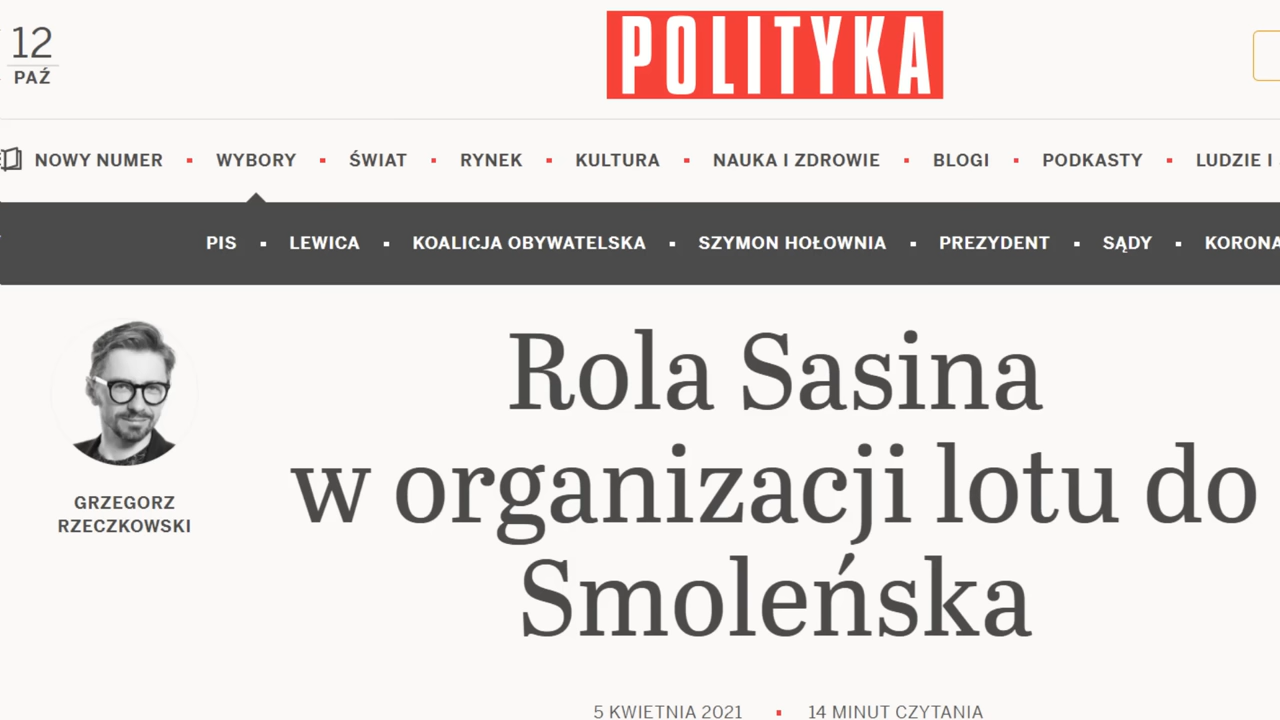 12
PAŹ
POLITYKA
NOWY NUMER ▪ WYBORY ▪ ŚWIAT ▪ RYNEK ▪ KULTURA ▪ NAUKA I ZDROWIE ▪ BLOGI ▪ PODKASTY ▪ LUDZIE I
PIS ▪ LEWICA ▪ KOALICJA OBYWATELSKA ▪ SZYMON HOŁOWNIA ▪ PREZYDENT ▪ SĄDY ▪ KORONA
GRZEGORZ
RZECZKOWSKI
Rola Sasina
w organizacji lotu do
Smoleńska
5 KWIETNIA 2021 ▪ 14 MINUT CZYTANIA